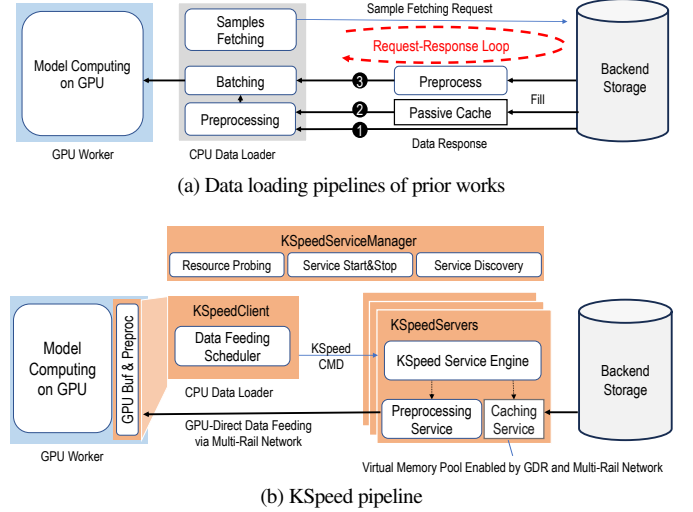 Samples
Fetching
Sample Fetching Request
Request-Response Loop
Model Computing
on GPU
Batching
3
Preprocess
Backend
Storage
Preprocessing
2
Passive Cache
Fill
1
Data Response
GPU Worker
CPU Data Loader
(a) Data loading pipelines of prior works
KSpeedServiceManager
Resource Probing
Service Start&Stop
Service Discovery
KSpeedClient
KSpeedServers
Model
Computing
on GPU
GPU Buf & Preproc
Data Feeding
Scheduler
KSpeed
CMD
KSpeed Service Engine
Backend
Storage
CPU Data Loader
Preprocessing
Service
Caching
Service
GPU-Direct Data Feeding
via Multi-Rail Network
GPU Worker
Virtual Memory Pool Enabled by GDR and Multi-Rail Network
(b) KSpeed pipeline